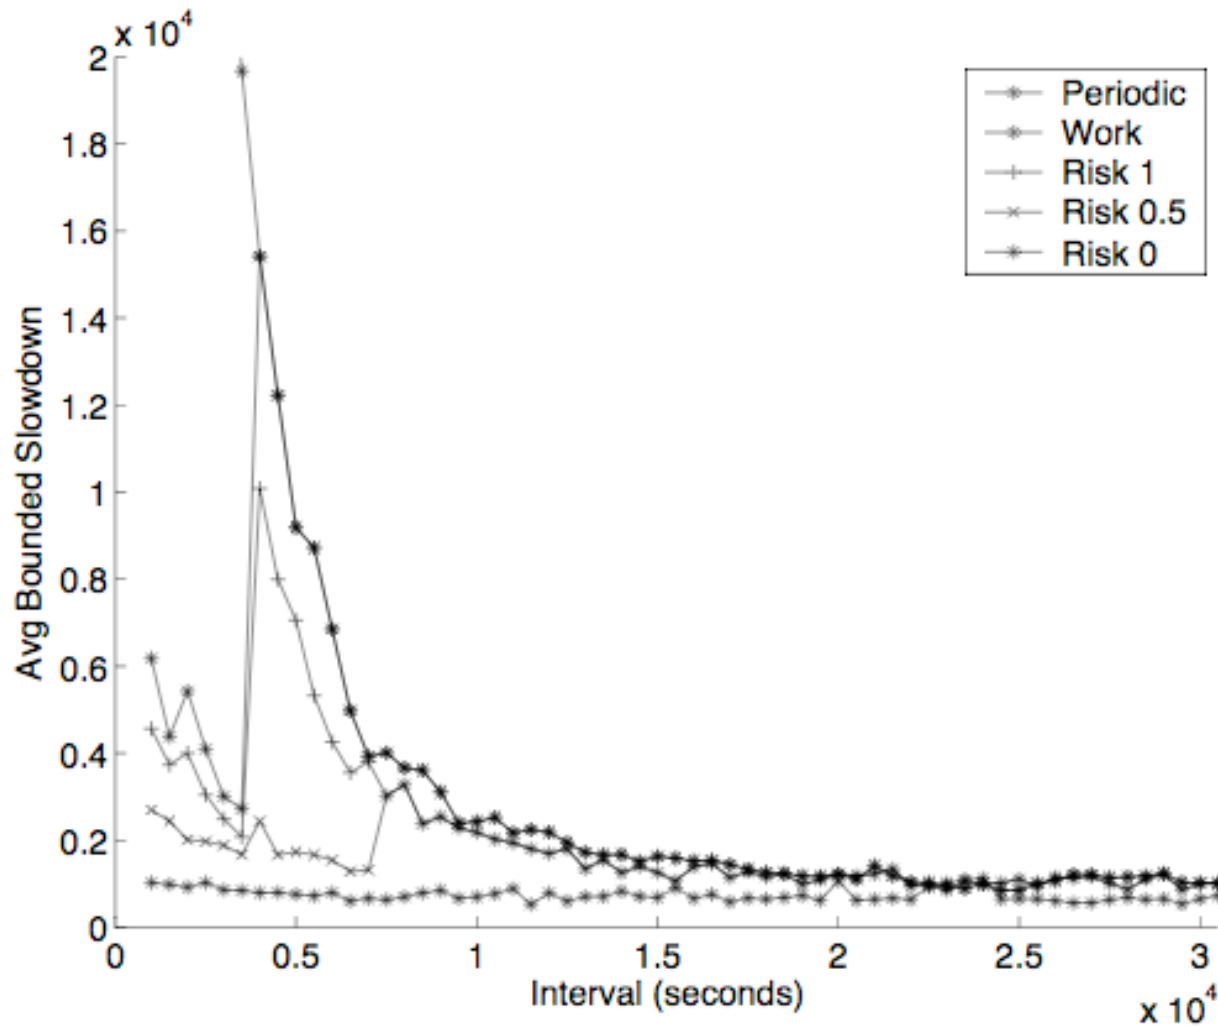 x 10^4
2
1.8
1.6
1.4
1.2
1
0.8
0.6
0.4
0.2
0
Avg Bounded Slowdown
Periodic
Work
Risk 1
Risk 0.5
Risk 0
0 0.5 1 1.5 2 2.5 3
Interval (seconds)
x 10^4